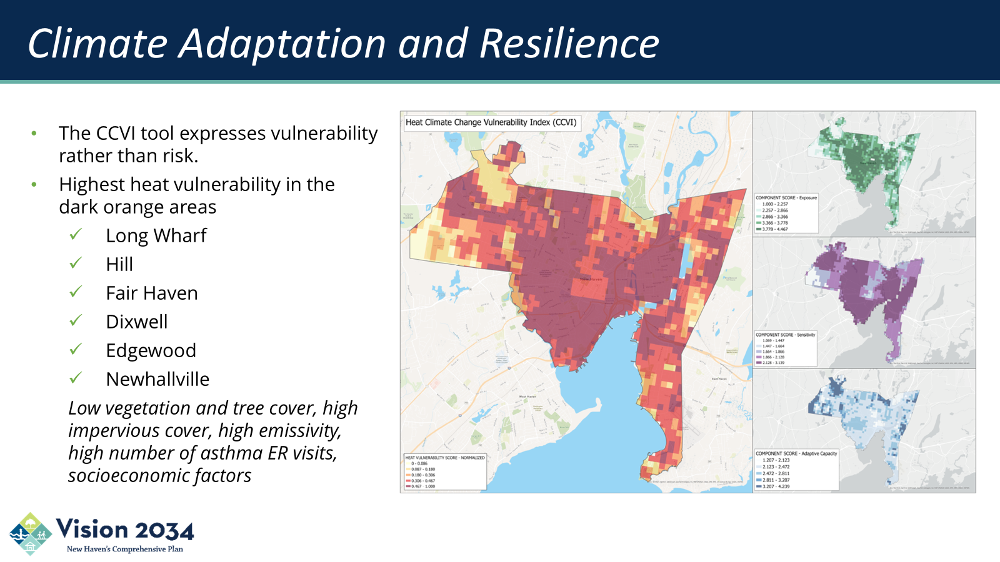 Climate Adaptation and Resilience
• The CCVI tool expresses vulnerability
rather than risk.
• Highest heat vulnerability in the
dark orange areas
✓ Long Wharf
✓ Hill
✓ Fair Haven
✓ Dixwell
✓ Edgewood
✓ Newhallville
Low vegetation and tree cover, high
impervious cover, high emissivity,
high number of asthma ER visits,
socioeconomic factors
Heat Climate Change Vulnerability Index (CCVI)
New Haven
West Haven
East Haven
HEAT VULNERABILITY SCORE - NORMALIZED
0 - 0.086
0.087 - 0.180
0.180 - 0.306
0.306 - 0.467
0.467 - 1.000
COMPONENT SCORE - Exposure
1.000 - 2.257
2.257 - 2.866
2.866 - 3.366
3.366 - 3.778
3.778 - 4.467
COMPONENT SCORE - Sensitivity
1.069 - 1.447
1.447 - 1.664
1.664 - 1.866
1.866 - 2.128
2.128 - 3.139
COMPONENT SCORE - Adaptive Capacity
1.207 - 2.123
2.123 - 2.472
2.472 - 2.811
2.811 - 3.207
3.207 - 4.239
Vision 2034
New Haven's Comprehensive Plan